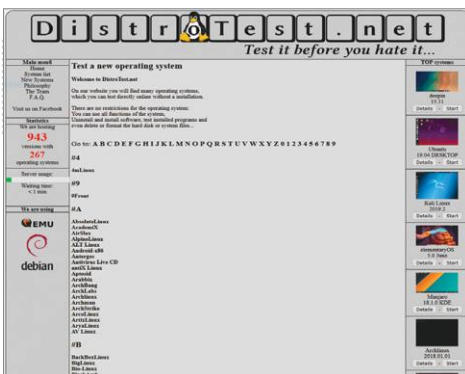 DistroTest.net
Test it before you hate it...
Main menu
Home
System list
New Systems
Philosophy
The Team
F.A.Q.
Visit us on Facebook
Statistics
We are hosting
943
versions with
267
operating systems
Server usage:
Waiting time:
< 1 min
We are using
QEMU
debian
Test a new operating system
Welcome to DistroTest.net
On our website you will find many operating systems,
which you can test directly online without a installation.
There are no restrictions for the operating system:
You can use all functions of the system,
Uninstall and install software, test installed programs and
even delete or format the hard disk or system files...
Go to: A B C D E F G H I J K L M N O P Q R S T U V W X Y Z 0 1 2 3 4 5 6 7 8 9
#4
4mLinux
#9
9Front
#A
AbsoluteLinux
AcademiX
AlpineLinux
ALT Linux
Android-x86
Antergos
Antivirus Live CD
antiX Linux
Aptosid
Arabbix
ArchBang
ArchLabs
Archlinux
Archman
ArchStrike
ArcoLinux
ArtixLinux
AryaLinux
AV Linux
#B
BackBoxLinux
BigLinux
Bio-Linux
TOP systems
deepin
15.11
Details - Start
Ubuntu
19.04 DESKTOP
Details - Start
Kali Linux
2019.2
Details - Start
elementaryOS
5.0 Juno
Details - Start
Manjaro
18.1.0 KDE
Details - Start
Archlinux
2018.01.01
Details - Start